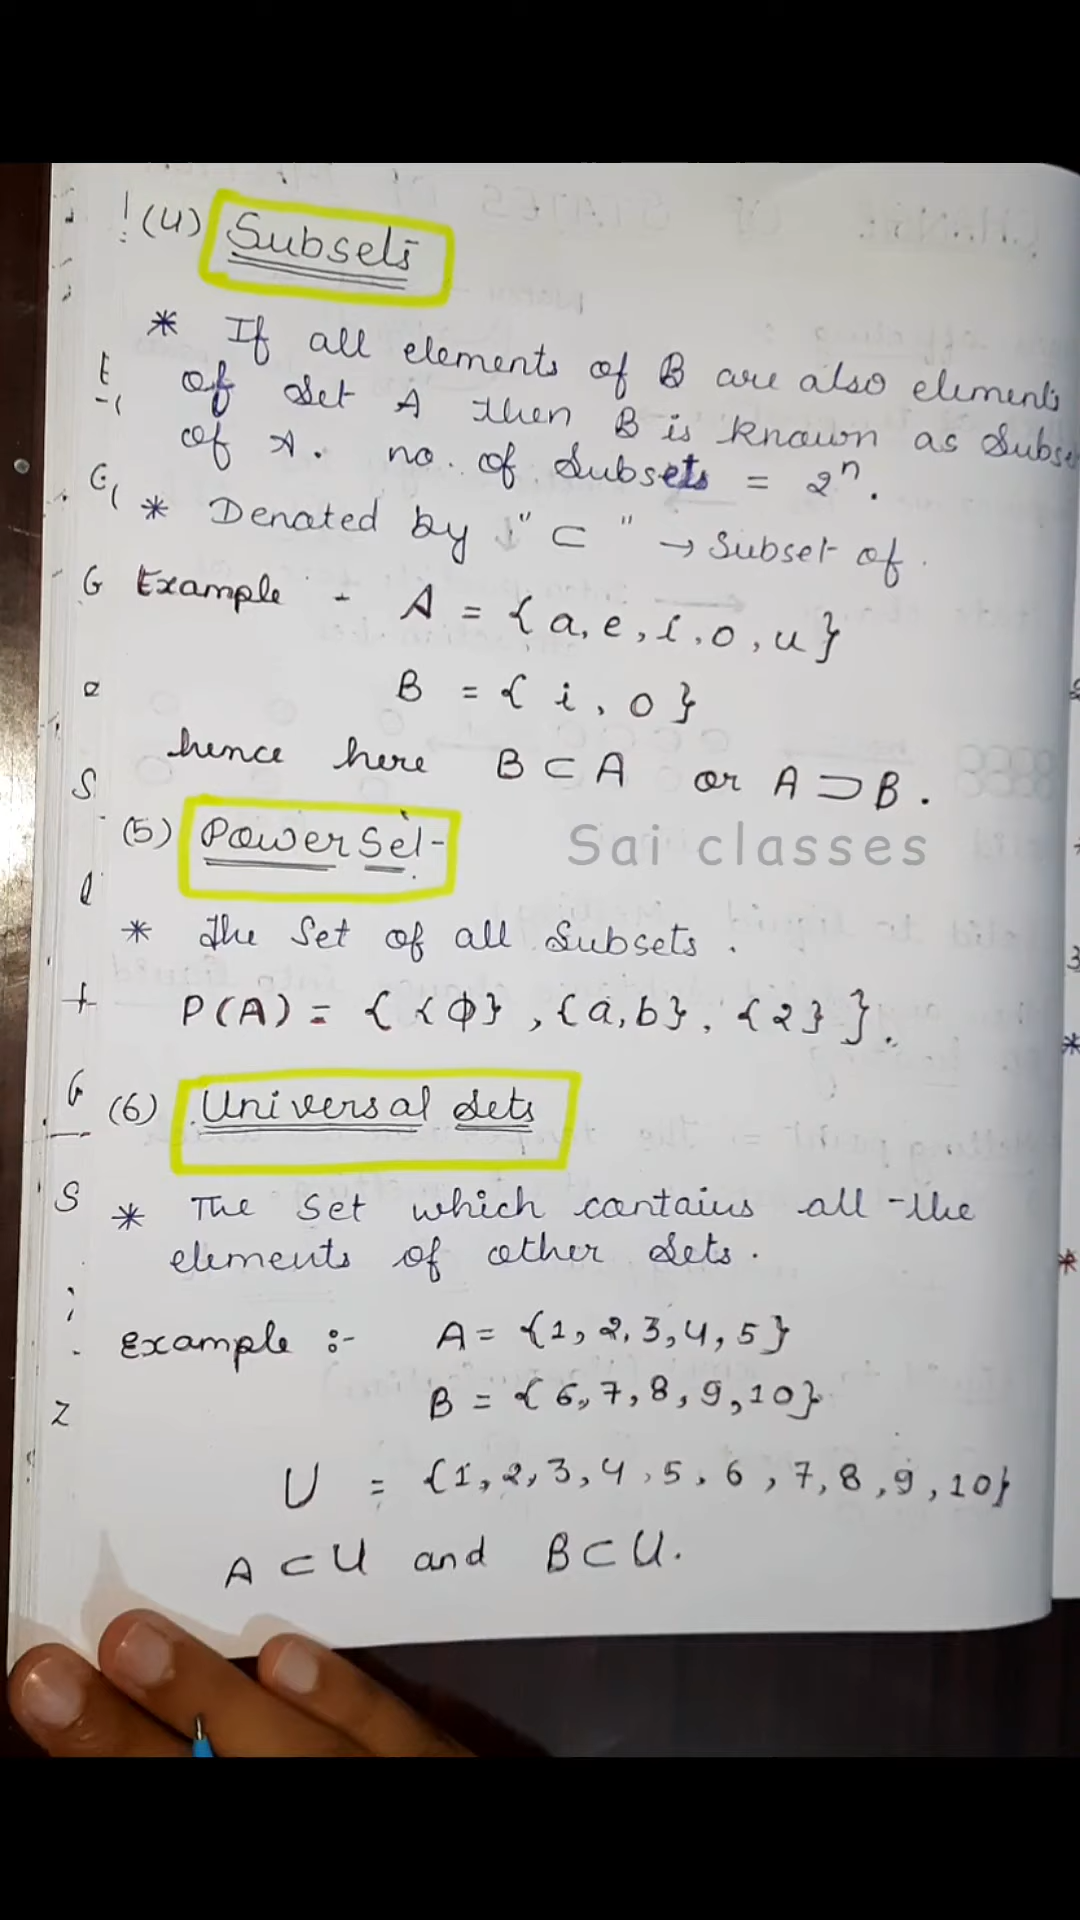 (4) Subsets
* If all elements of B are also elements
of Set A then B is known as Subse
of A. no. of Subsets = 2ⁿ.
* Denoted by "⊂" → Subset of.
Example - A = {a, e, i, o, u}
B = {i, o}
hence here B ⊂ A or A ⊃ B.
(5) Power Set-
Sai classes
* The Set of all Subsets.
P(A) = { {ϕ}, {a, b}, {2} }.
(6) Universal Sets
* The Set which contains all the
elements of other Sets.
Example :- A = {1, 2, 3, 4, 5}
B = {6, 7, 8, 9, 10}
U = {1, 2, 3, 4, 5, 6, 7, 8, 9, 10}
A ⊂ U and B ⊂ U.